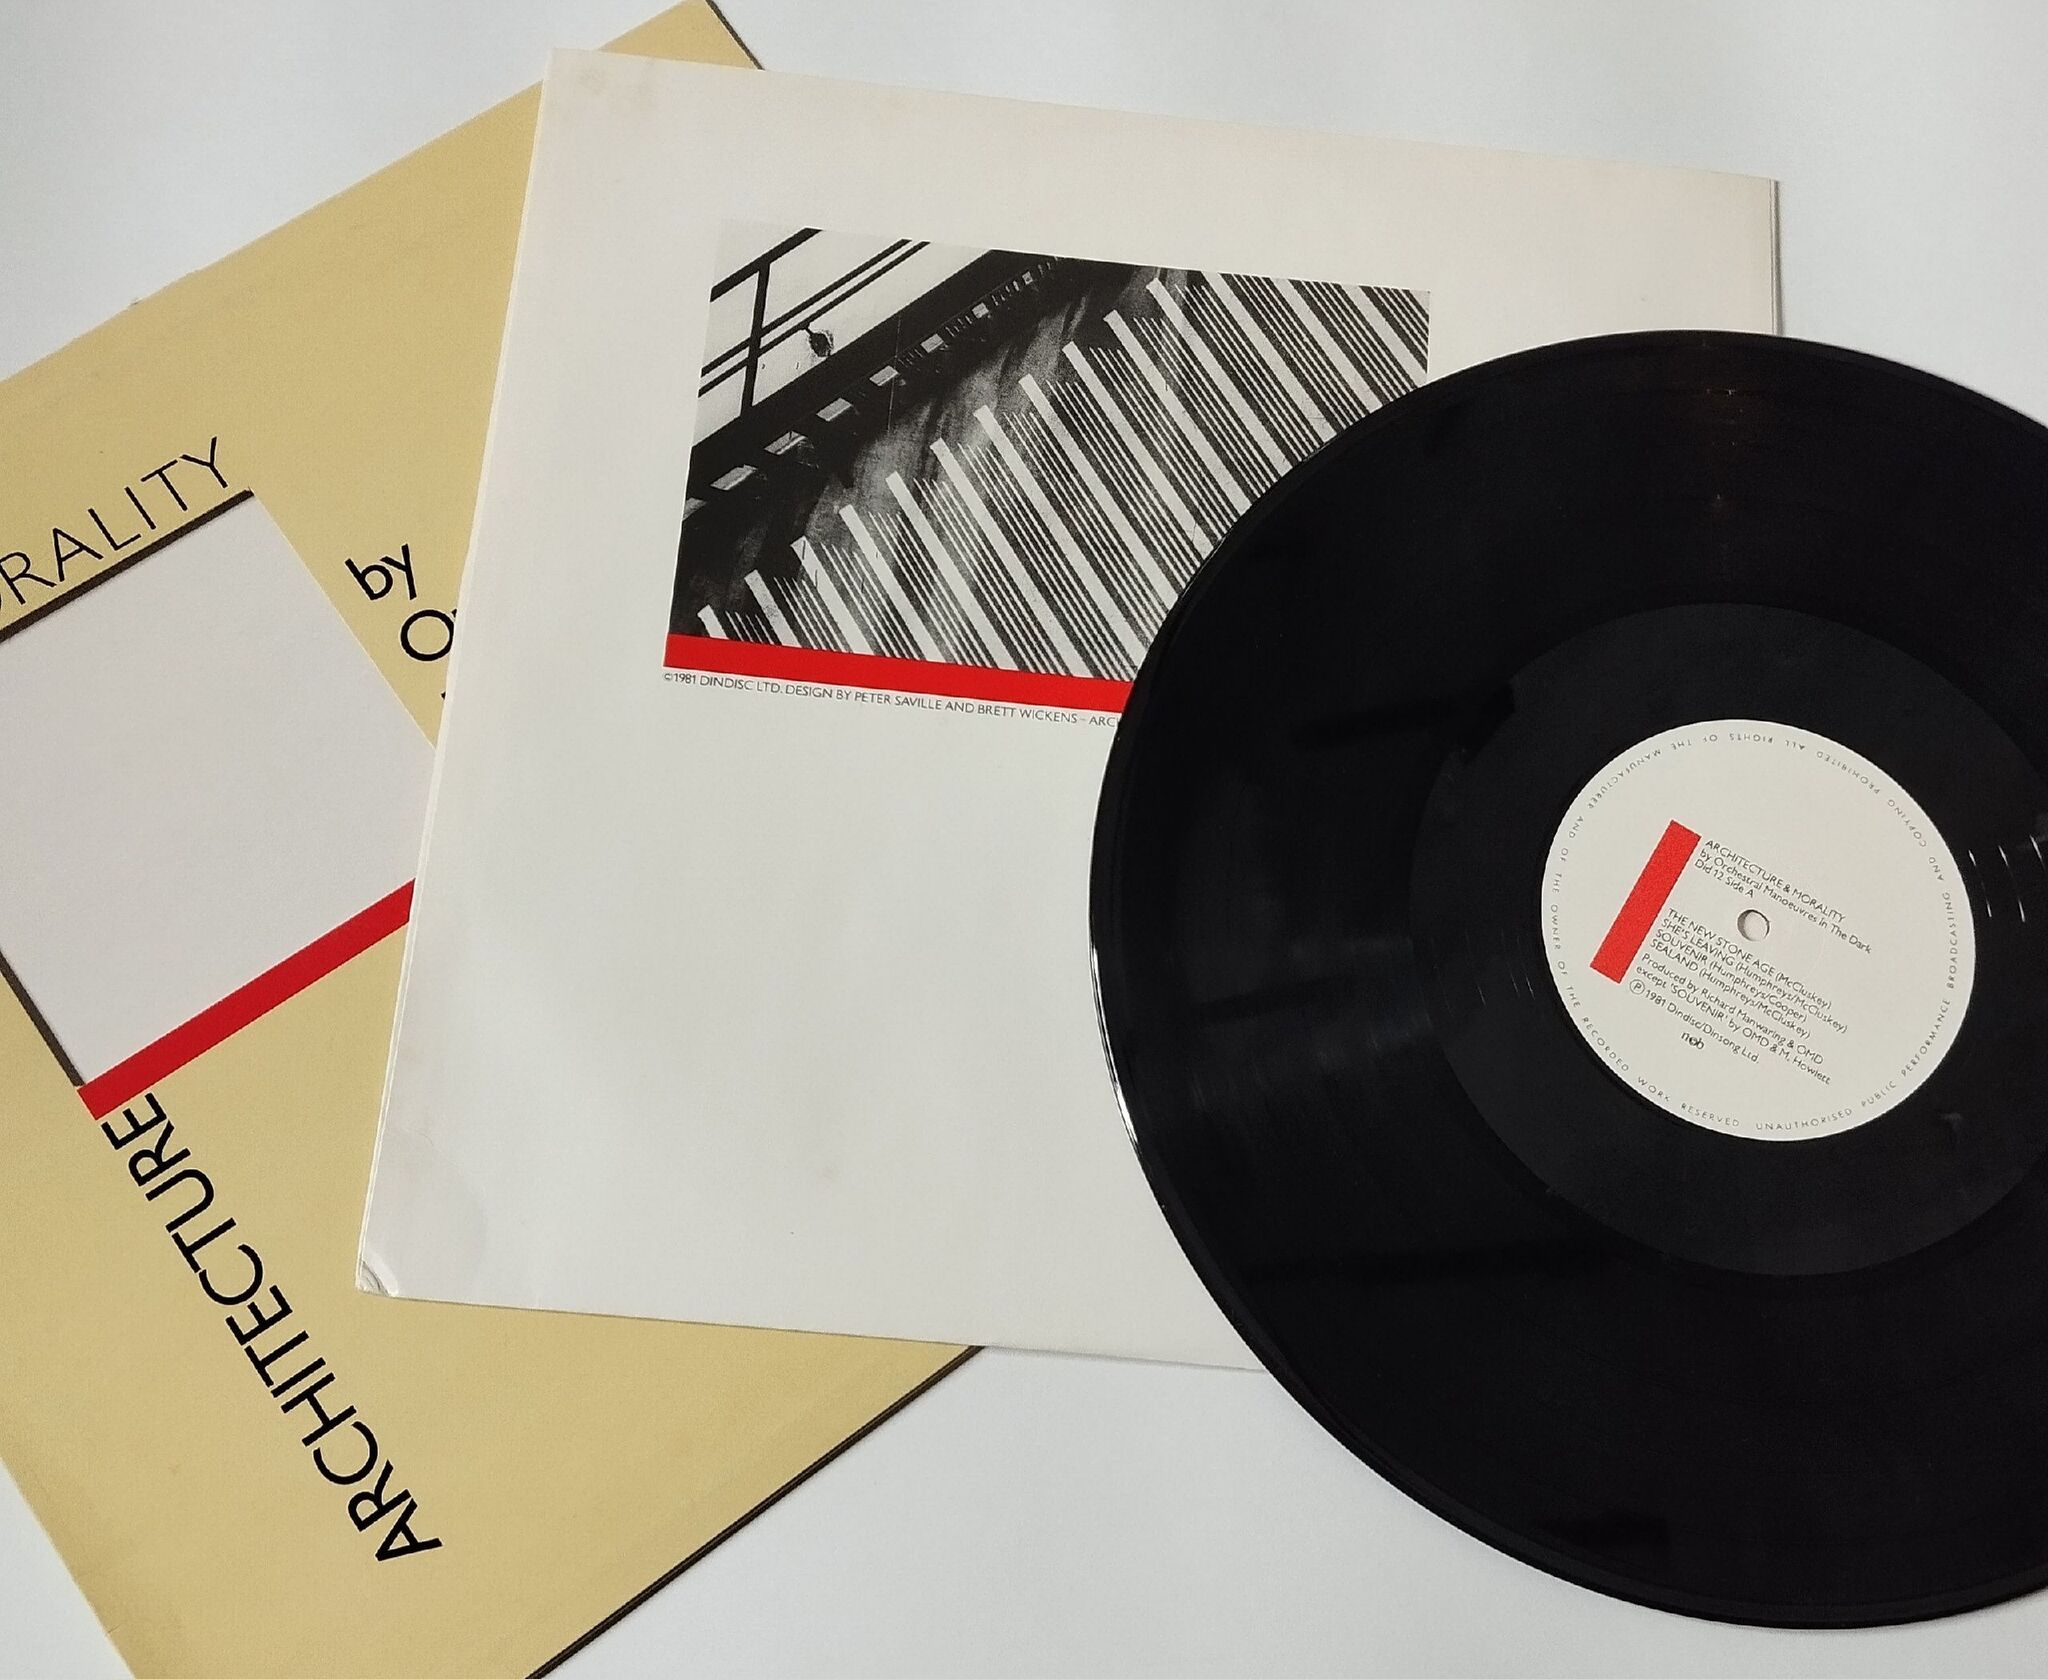 ORALITY
by
ARCHITECTURE
©1981 DINDISC LTD. DESIGN BY PETER SAVILLE AND BRETT WICKENS – ARC
ARCHITECTURE & MORALITY
by Orchestral Manoeuvres in The Dark
Did 12 Side A
THE NEW STONE AGE (McCluskey)
SHE'S LEAVING (Humphreys/McCluskey)
SOUVENIR (Humphreys/Cooper)
SEALAND (Humphreys/McCluskey)
Produced by Richard Manwaring & OMD
except 'SOUVENIR' by OMD & M. Howlett
℗1981 Dindisc/Dinsong Ltd.
ncb
ALL RIGHTS OF THE MANUFACTURER AND OF THE OWNER OF THE RECORDED WORK RESERVED UNAUTHORISED PUBLIC PERFORMANCE BROADCASTING AND COPYING PROHIBITED